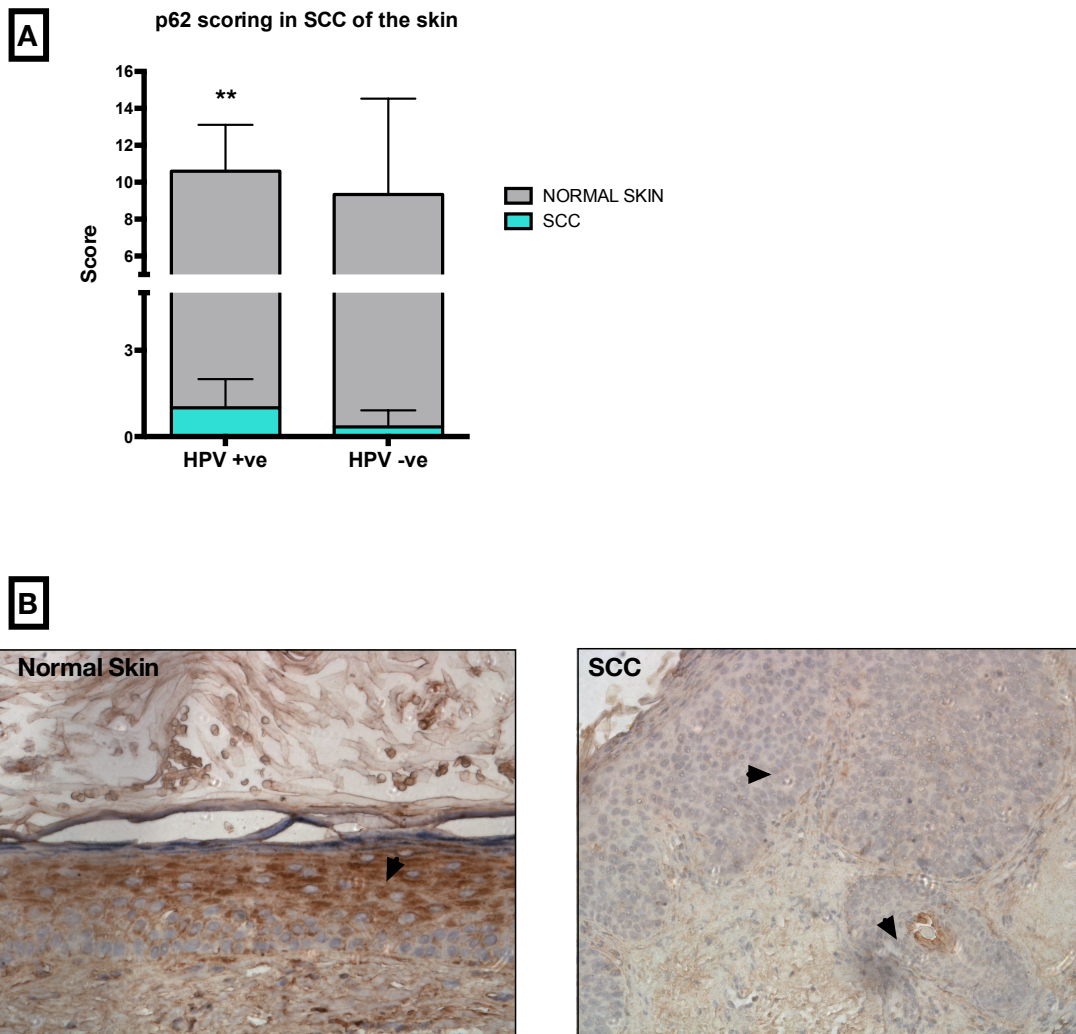 A
p62 scoring in SCC of the skin
16
14
12
10
8
6
3
0
Score
**
HPV +ve
HPV -ve
NORMAL SKIN
SCC
B
Normal Skin
SCC